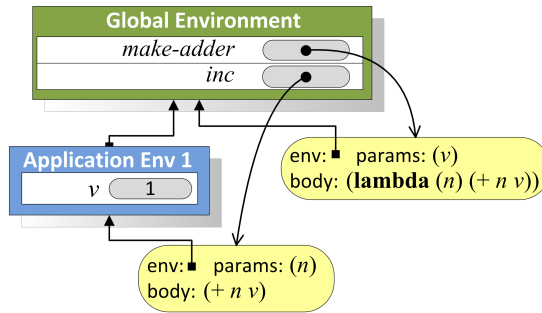 Global Environment
make-adder
inc
env: params: (v)
body: (lambda (n) (+ n v))
Application Env 1
v 1
env: params: (n)
body: (+ n v)